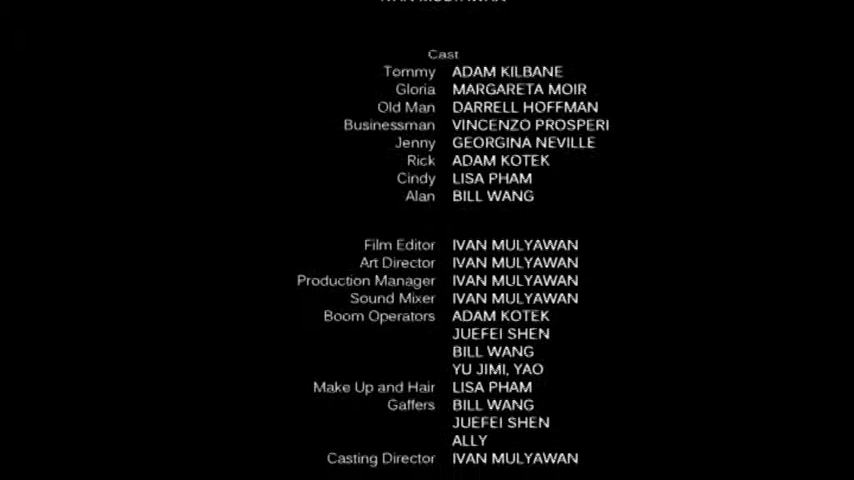 IVAN MULYAWAN
Cast
Tommy ADAM KILBANE
Gloria MARGARETA MOIR
Old Man DARRELL HOFFMAN
Businessman VINCENZO PROSPERI
Jenny GEORGINA NEVILLE
Rick ADAM KOTEK
Cindy LISA PHAM
Alan BILL WANG
Film Editor IVAN MULYAWAN
Art Director IVAN MULYAWAN
Production Manager IVAN MULYAWAN
Sound Mixer IVAN MULYAWAN
Boom Operators ADAM KOTEK
JUEFEI SHEN
BILL WANG
YU JIMI, YAO
Make Up and Hair LISA PHAM
Gaffers BILL WANG
JUEFEI SHEN
ALLY
Casting Director IVAN MULYAWAN